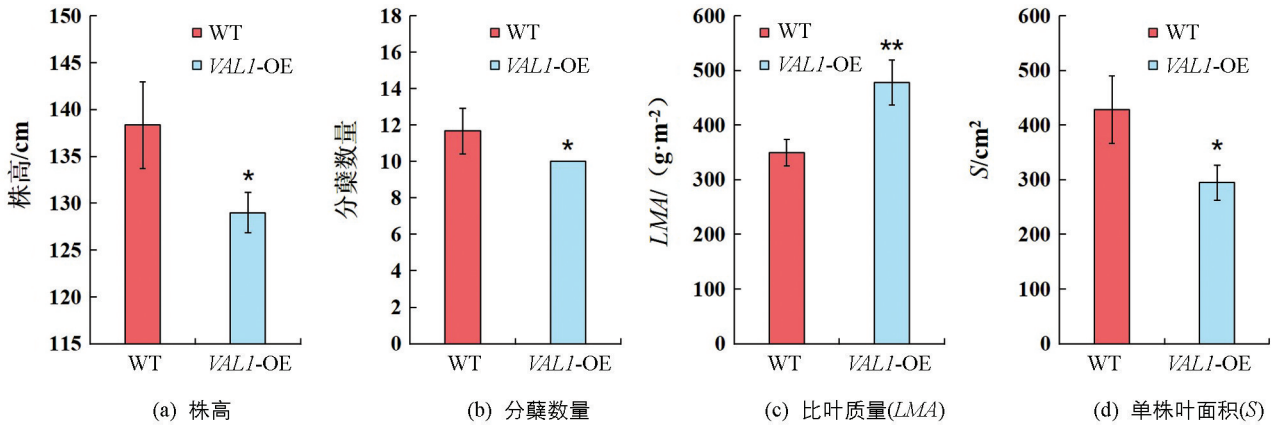 株高/cm
145
140
135
130
125
120
115
WT
VAL1-OE
*
WT
VAL1-OE
(a) 株高
分蘖数量
18
16
14
12
10
8
6
4
2
0
WT
VAL1-OE
*
WT
VAL1-OE
(b) 分蘖数量
LMA/（g·m⁻²）
600
500
400
300
200
100
0
WT
VAL1-OE
**
WT
VAL1-OE
(c) 比叶质量(LMA)
S/cm²
600
500
400
300
200
100
0
WT
VAL1-OE
*
WT
VAL1-OE
(d) 单株叶面积(S)